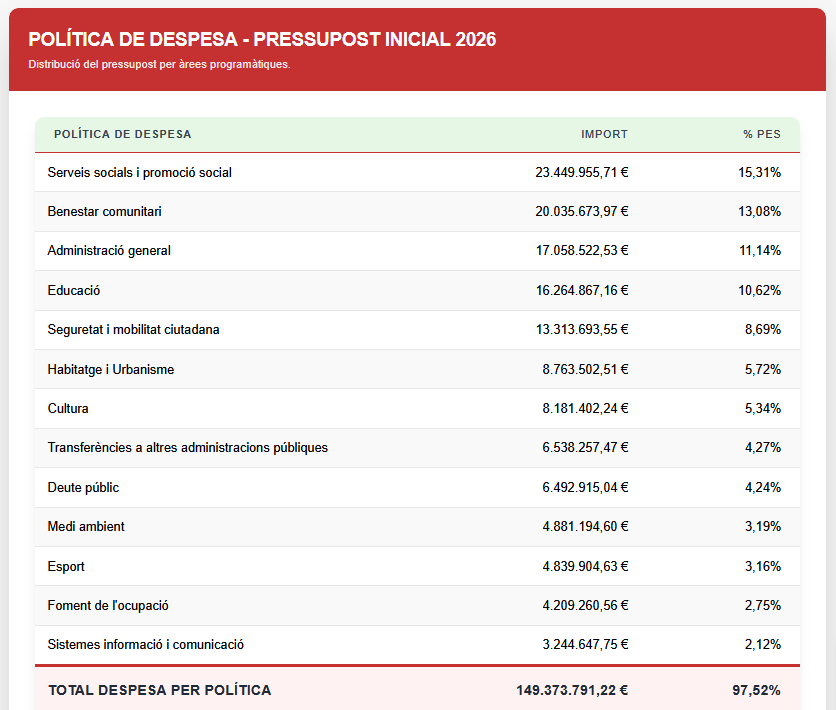 POLÍTICA DE DESPESA - PRESSUPOST INICIAL 2026
Distribució del pressupost per àrees programàtiques.
POLÍTICA DE DESPESA IMPORT % PES
Serveis socials i promoció social 23.449.955,71 € 15,31%
Benestar comunitari 20.035.673,97 € 13,08%
Administració general 17.058.522,53 € 11,14%
Educació 16.264.867,16 € 10,62%
Seguretat i mobilitat ciutadana 13.313.693,55 € 8,69%
Habitatge i Urbanisme 8.763.502,51 € 5,72%
Cultura 8.181.402,24 € 5,34%
Transferències a altres administracions públiques 6.538.257,47 € 4,27%
Deute públic 6.492.915,04 € 4,24%
Medi ambient 4.881.194,60 € 3,19%
Esport 4.839.904,63 € 3,16%
Foment de l'ocupació 4.209.260,56 € 2,75%
Sistemes informació i comunicació 3.244.647,75 € 2,12%
TOTAL DESPESA PER POLÍTICA 149.373.791,22 € 97,52%